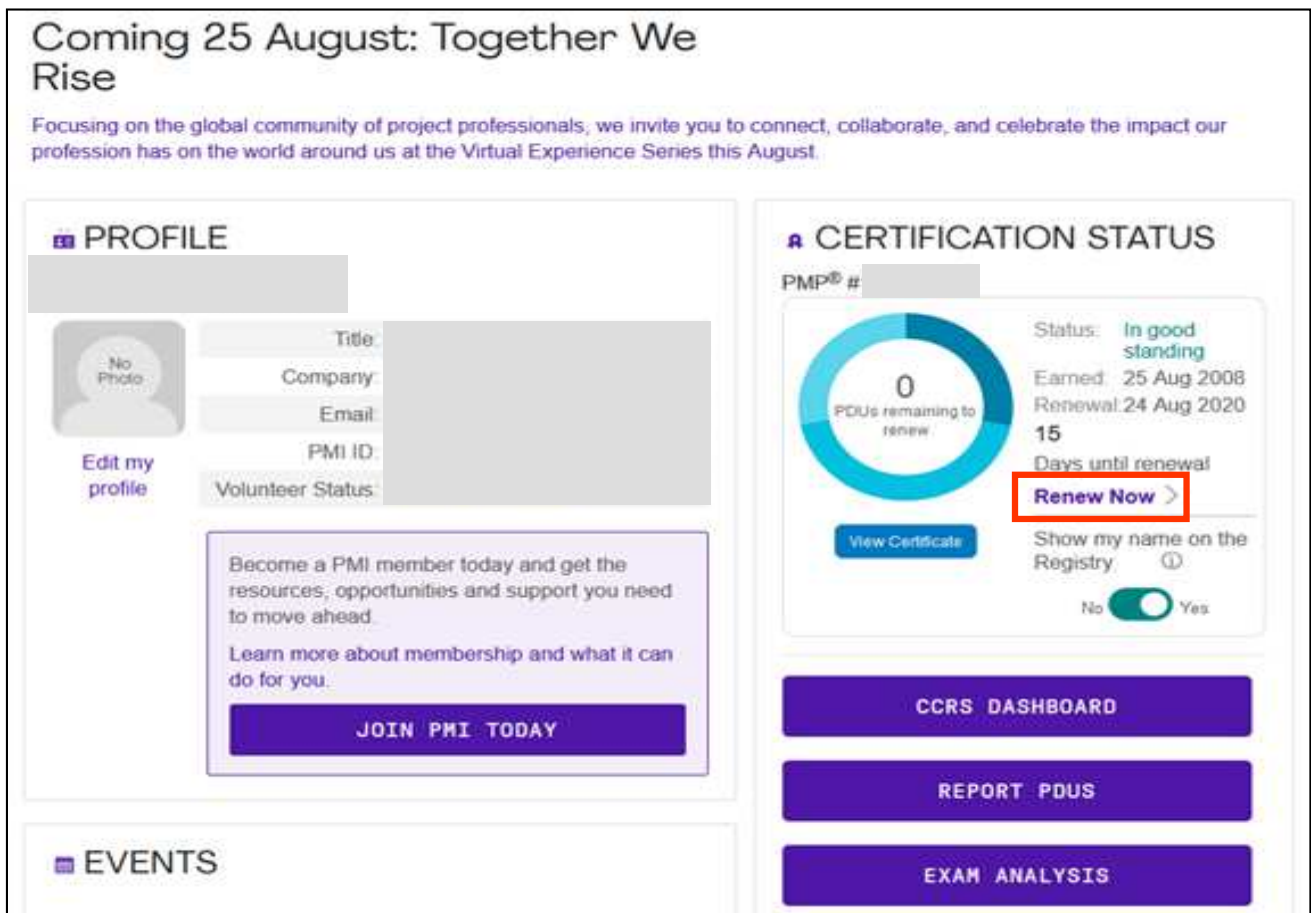 Coming 25 August: Together We
Rise
Focusing on the global community of project professionals, we invite you to connect, collaborate, and celebrate the impact our
profession has on the world around us at the Virtual Experience Series this August.
PROFILE
No
Photo
Edit my
profile
Title:
Company:
Email:
PMI ID:
Volunteer Status:
Become a PMI member today and get the
resources, opportunities and support you need
to move ahead.
Learn more about membership and what it can
do for you.
JOIN PMI TODAY
EVENTS
CERTIFICATION STATUS
PMP® #
0
PDUs remaining to
renew
View Certificate
Status: In good
standing
Earned: 25 Aug 2008
Renewal: 24 Aug 2020
15
Days until renewal
Renew Now >
Show my name on the
Registry ⓘ
No Yes
CCRS DASHBOARD
REPORT PDUS
EXAM ANALYSIS